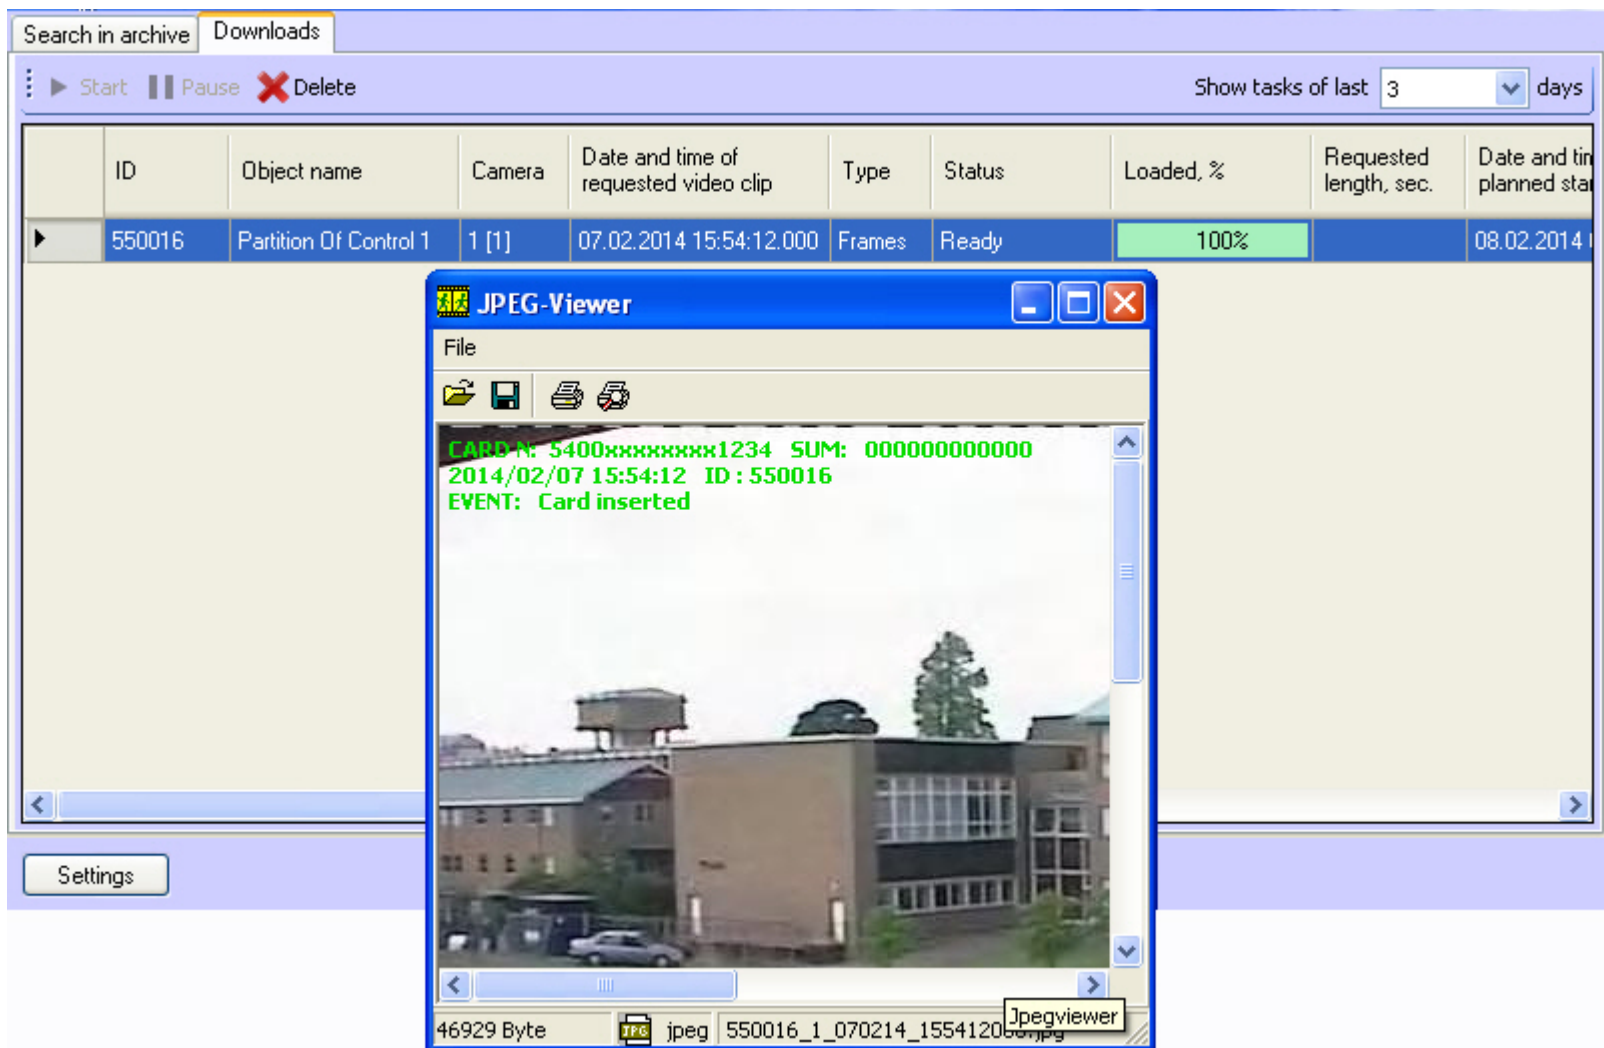 Search in archive Downloads
Start Pause Delete Show tasks of last 3 days
ID Object name Camera Date and time of requested video clip Type Status Loaded, % Requested length, sec. Date and planned
550016 Partition Of Control 1 1 [1] 07.02.2014 15:54:12.000 Frames Ready 100% 08.02.2014
JPEG-Viewer
File
CARD N: 5400xxxxxxxx1234 SUM: 000000000000
2014/02/07 15:54:12 ID : 550016
EVENT: Card inserted
Settings
Jpegviewer
46929 Byte jpeg